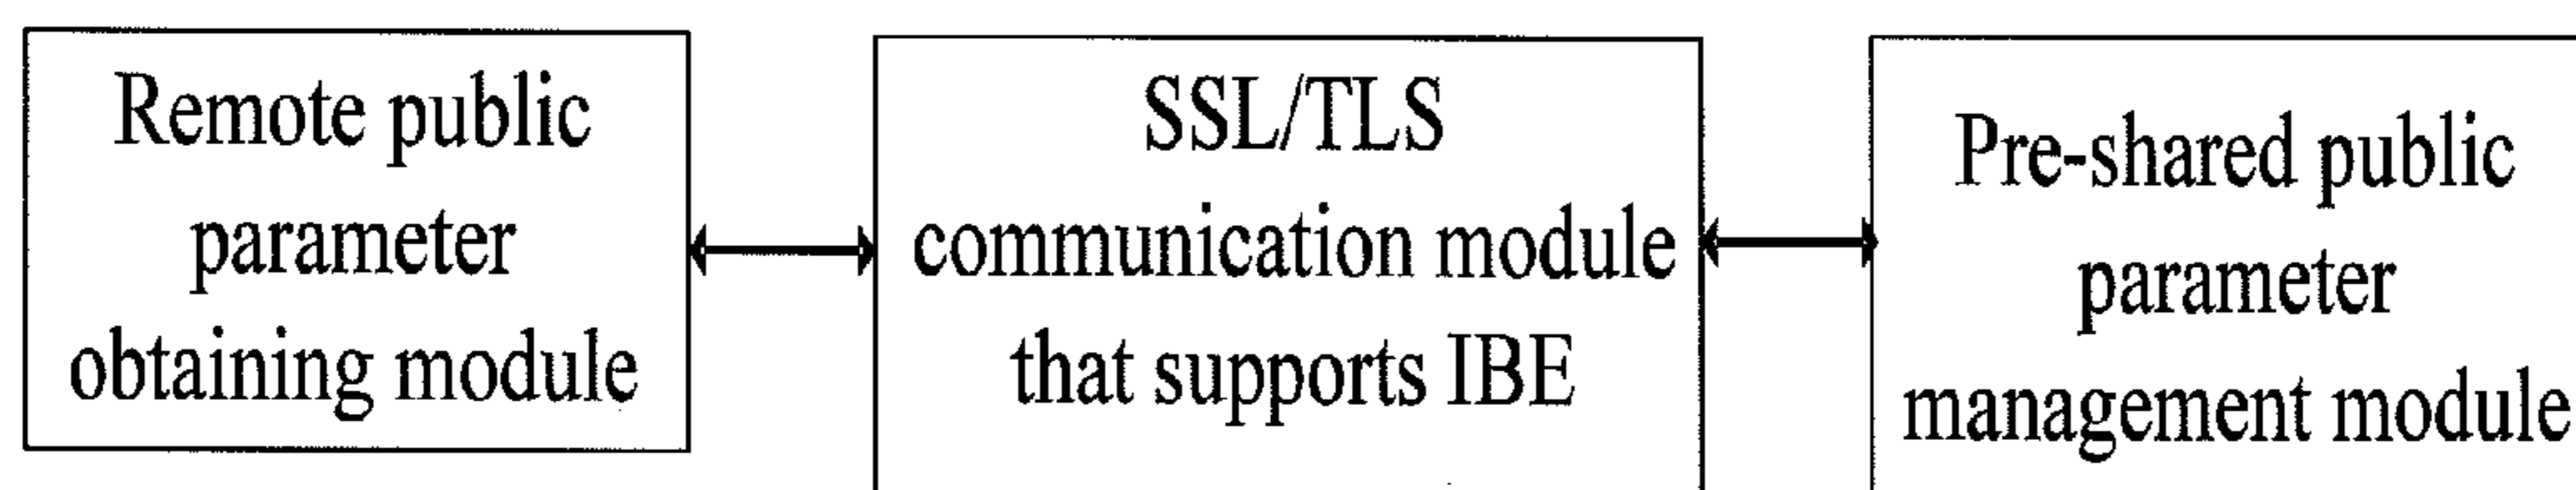 Remote public
parameter
obtaining module
SSL/TLS
communication module
that supports IBE
Pre-shared public
parameter
management module